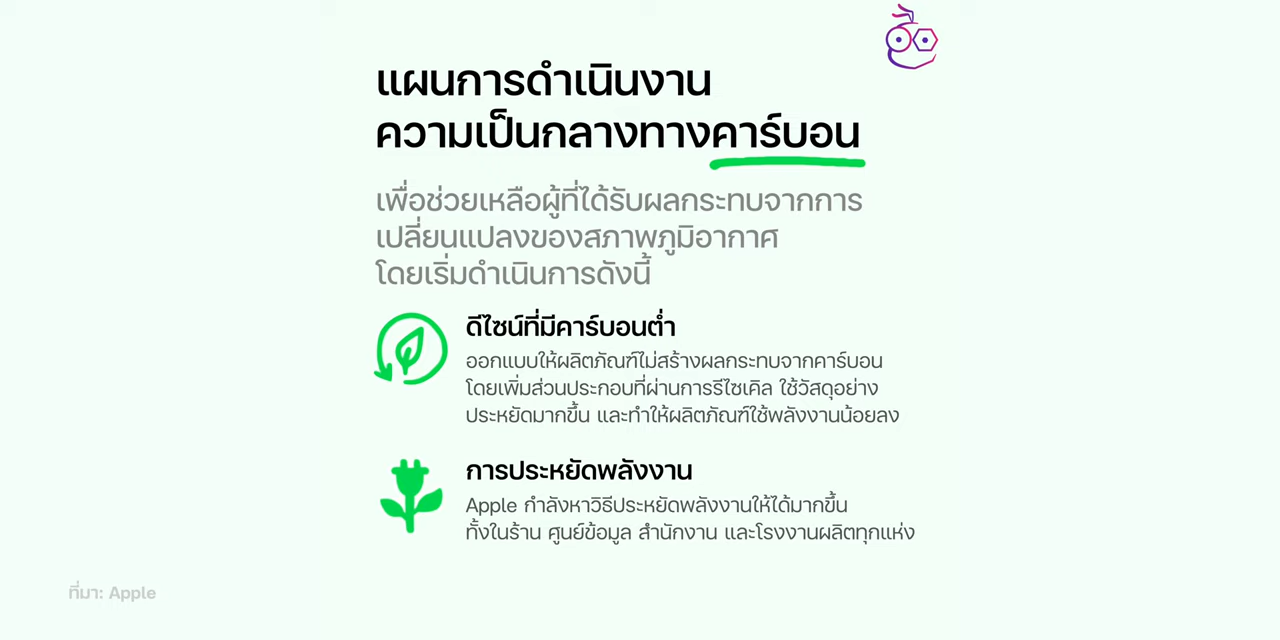 แผนการดำเนินงาน
ความเป็นกลางทางคาร์บอน
เพื่อช่วยเหลือผู้ที่ได้รับผลกระทบจากการ
เปลี่ยนแปลงของสภาพภูมิอากาศ
โดยเริ่มดำเนินการดังนี้
ดีไซน์ที่มีคาร์บอนต่ำ
ออกแบบให้ผลิตภัณฑ์ไม่สร้างผลกระทบจากคาร์บอน
โดยเพิ่มส่วนประกอบที่ผ่านการรีไซเคิล ใช้วัสดุอย่าง
ประหยัดมากขึ้น และทำให้ผลิตภัณฑ์ใช้พลังงานน้อยลง
การประหยัดพลังงาน
Apple กำลังหาวิธีประหยัดพลังงานให้ได้มากขึ้น
ทั้งในร้าน ศูนย์ข้อมูล สำนักงาน และโรงงานผลิตทุกแห่ง
ที่มา: Apple